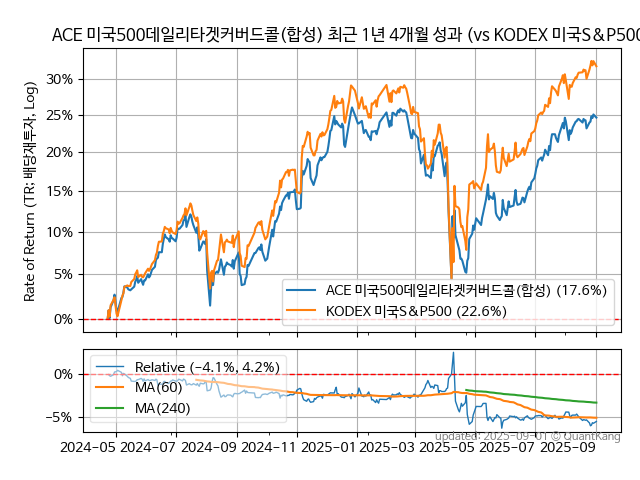 ACE 미국500데일리타겟커버드콜(합성) 최근 1년 4개월 성과 (vs KODEX 미국S&P500
Rate of Return (TR: 배당재투자, Log)
30%
25%
20%
15%
10%
5%
0%
ACE 미국500데일리타겟커버드콜(합성) (17.6%)
KODEX 미국S&P500 (22.6%)
0%
−5%
Relative (−4.1%, 4.2%)
MA(60)
MA(240)
2024-05 2024-07 2024-09 2024-11 2025-01 2025-03 2025-05 2025-07 2025-09
updated: 2025-09-01 © QuantKang